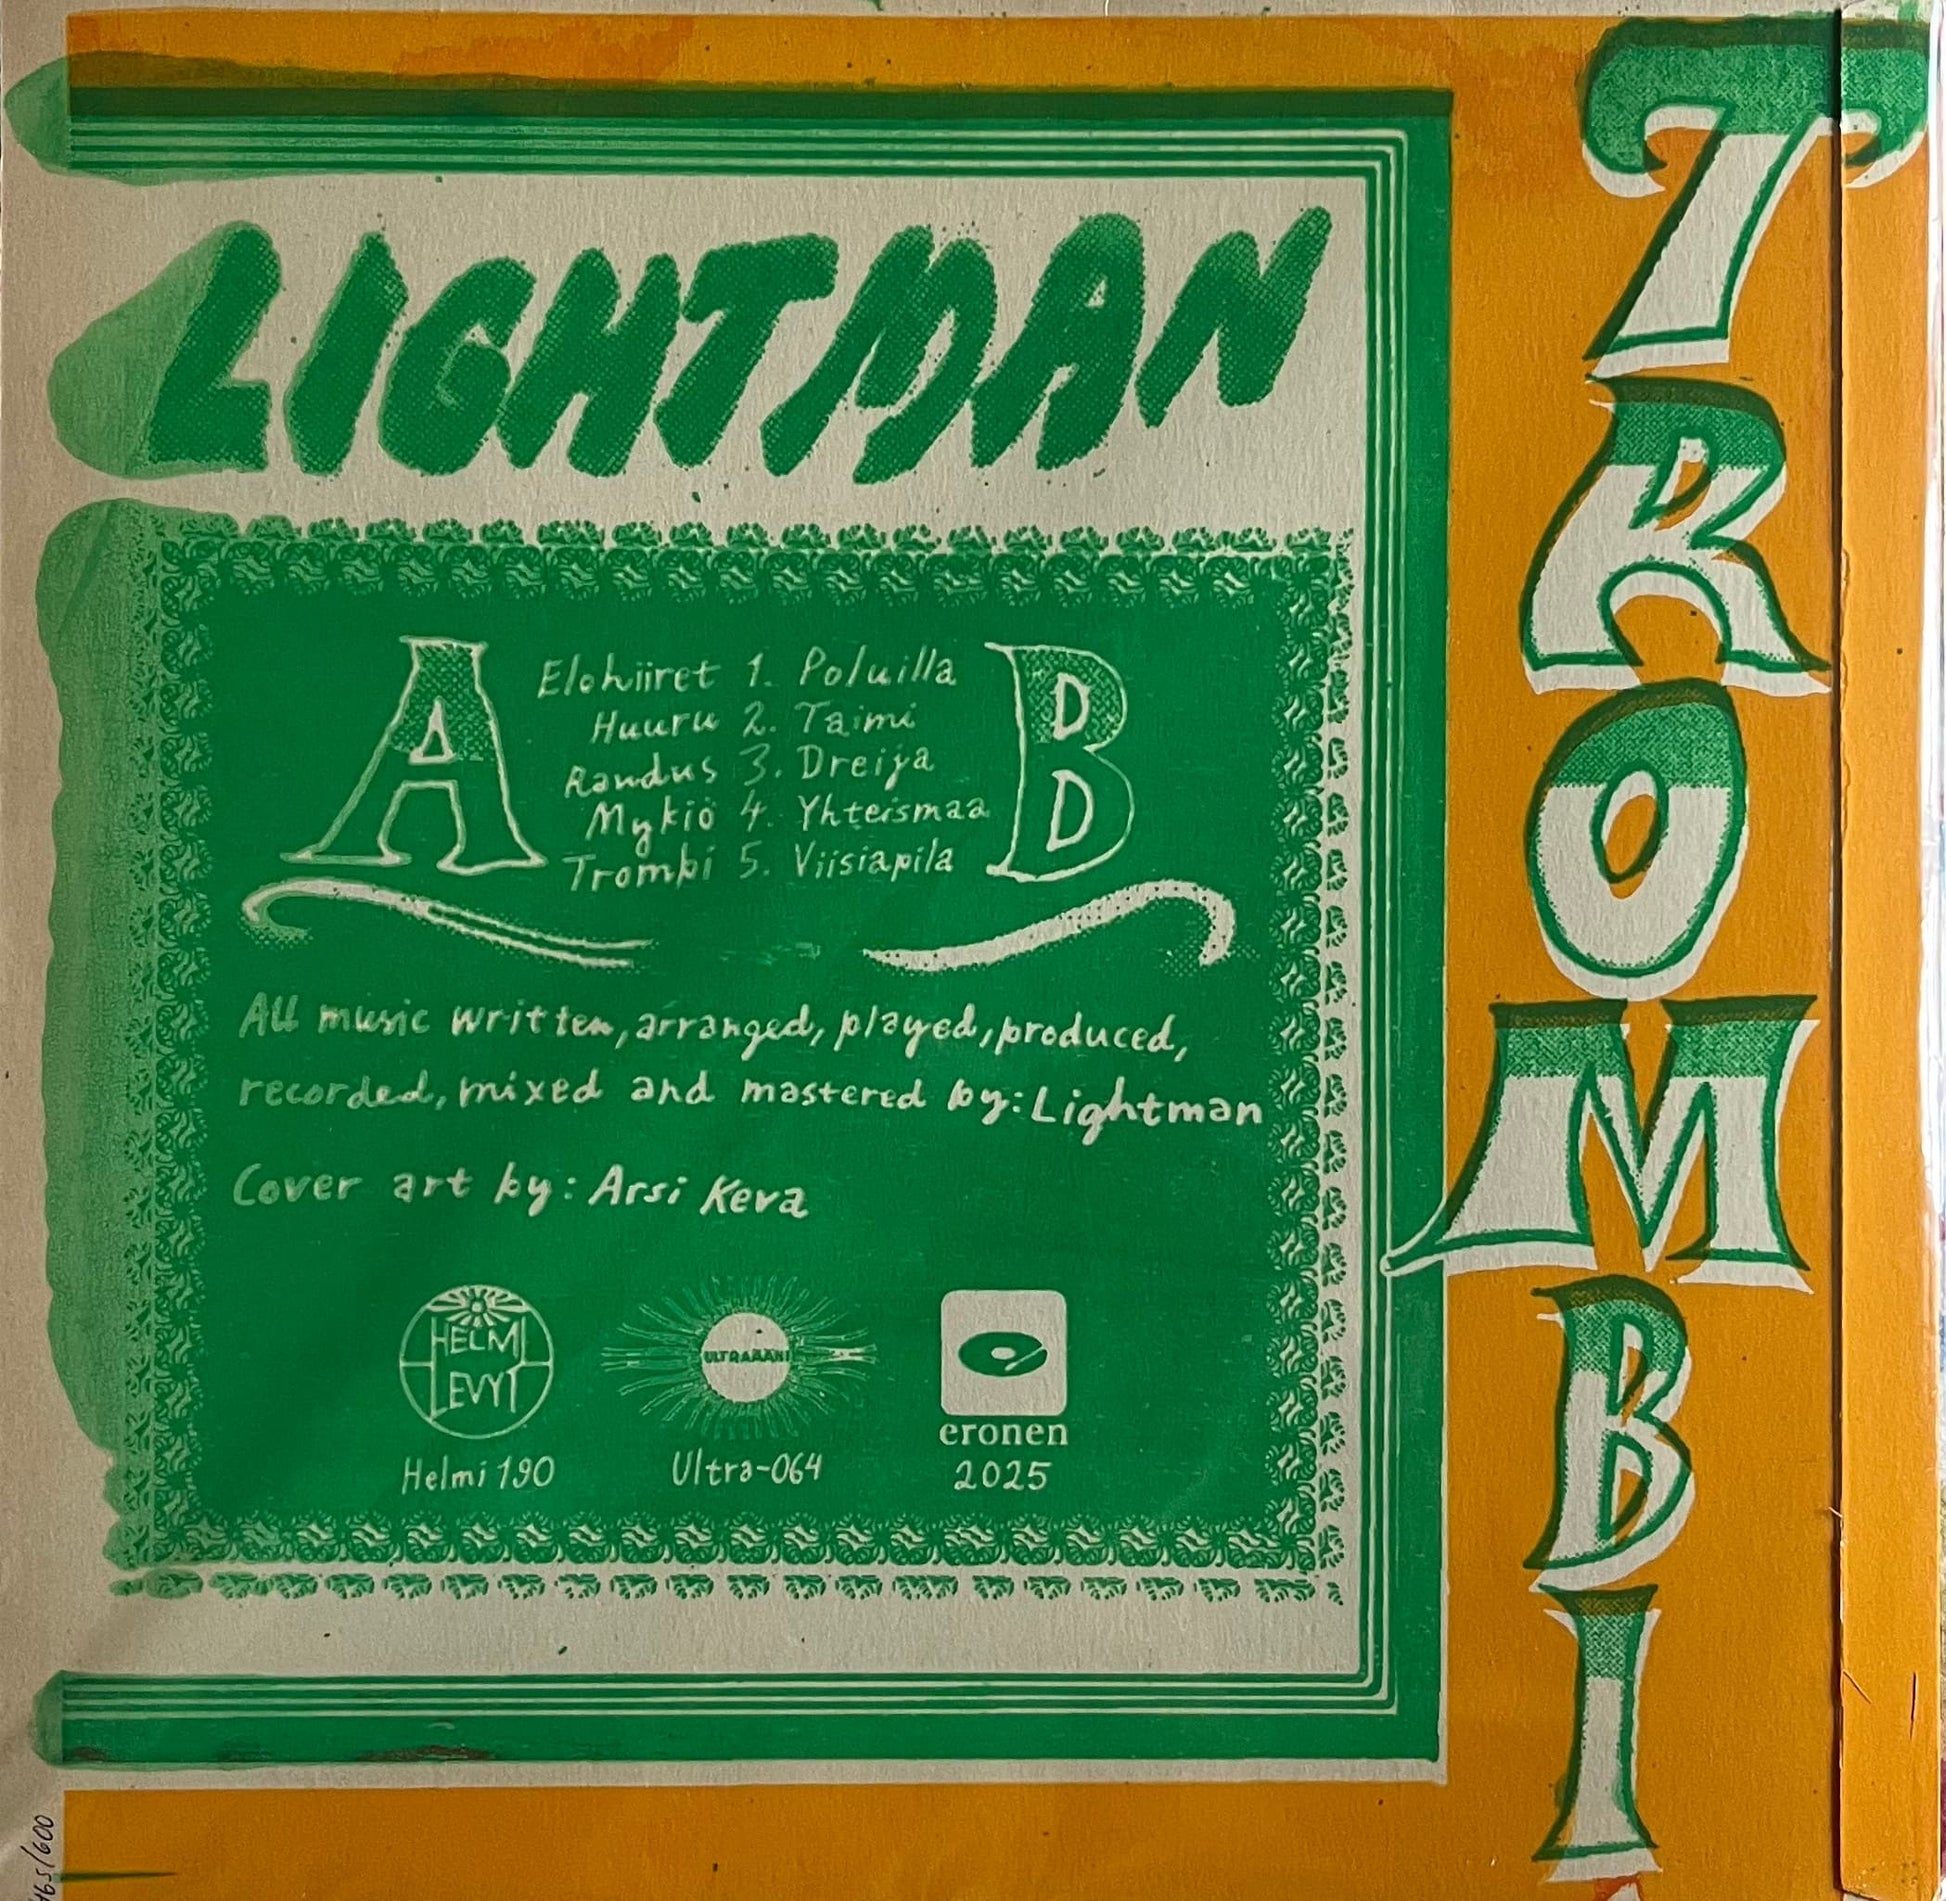 LIGHTMAN
TROMBI
A
B
Elohiiret 1. Poluilla
Huuru 2. Taimi
Raudus 3. Dreija
Mykiö 4. Yhteismaa
Trombi 5. Viisiapila
All music written, arranged, played, produced,
recorded, mixed and mastered by: Lightman
Cover art by: Arsi Keva
HELMI
LEVYT
Helmi 190
ULTRAÄÄNI
Ultra-064
eronen
2025
465/600